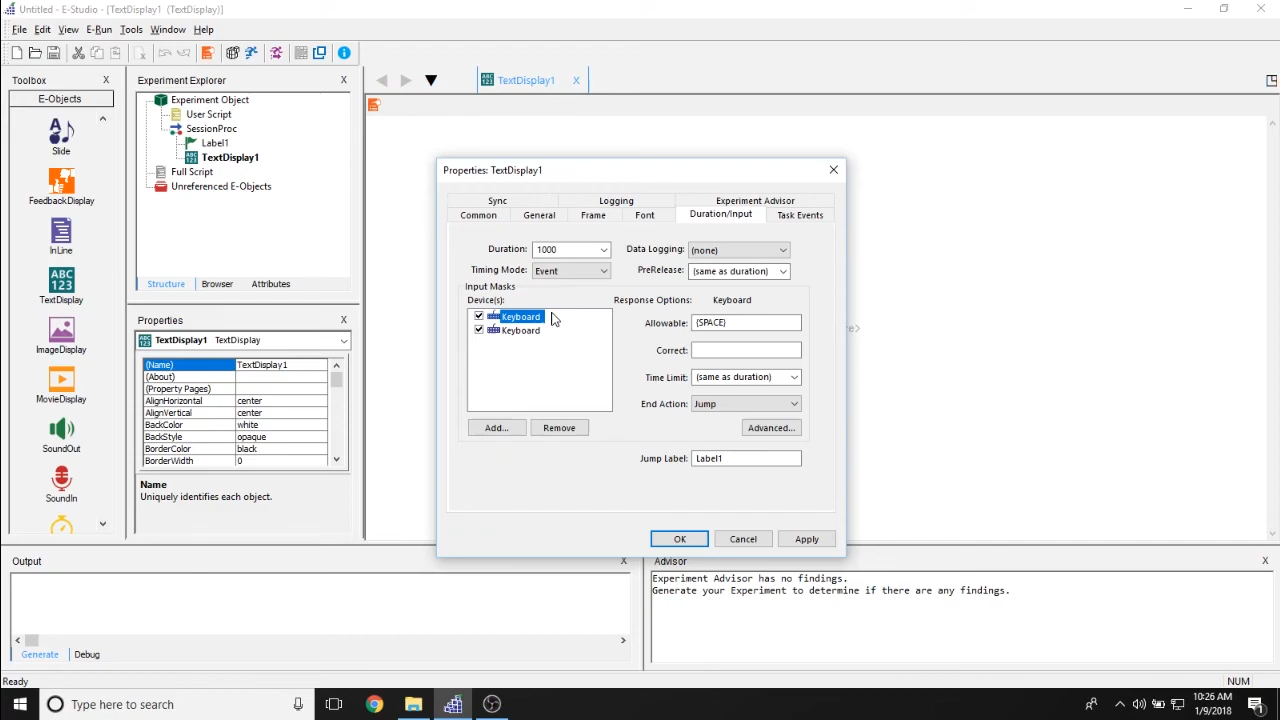 Untitled - E-Studio - [TextDisplay1 (TextDisplay)]
File Edit View E-Run Tools Window Help
Toolbox X
E-Objects
Slide
FeedbackDisplay
InLine
ABC
123
TextDisplay
ImageDisplay
MovieDisplay
SoundOut
SoundIn
Experiment Explorer X
Experiment Object
User Script
SessionProc
Label1
TextDisplay1
Full Script
Unreferenced E-Objects
Structure Browser Attributes
Properties X
TextDisplay1 TextDisplay
(Name) TextDisplay1
(About)
(Property Pages)
AlignHorizontal center
AlignVertical center
BackColor white
BackStyle opaque
BorderColor black
BorderWidth 0
Name
Uniquely identifies each object.
TextDisplay1 X
Properties: TextDisplay1
Sync Logging Experiment Advisor
Common General Frame Font Duration/Input Task Events
Duration: 1000 Data Logging: (none)
Timing Mode: Event PreRelease: (same as duration)
Input Masks
Device(s): Response Options: Keyboard
Keyboard
Keyboard
Allowable: {SPACE}
Correct:
Time Limit: (same as duration)
End Action: Jump
Add... Remove Advanced...
Jump Label: Label1
OK Cancel Apply
Output X
Generate Debug
Advisor X
Experiment Advisor has no findings.
Generate your Experiment to determine if there are any findings.
Ready NUM
Type here to search
10:26 AM
1/9/2018